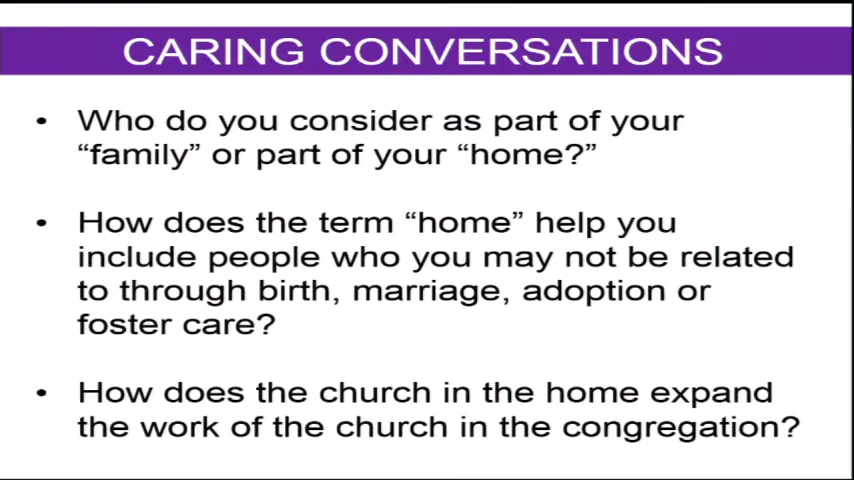 CARING CONVERSATIONS
• Who do you consider as part of your
“family” or part of your “home?”
• How does the term “home” help you
include people who you may not be related
to through birth, marriage, adoption or
foster care?
• How does the church in the home expand
the work of the church in the congregation?